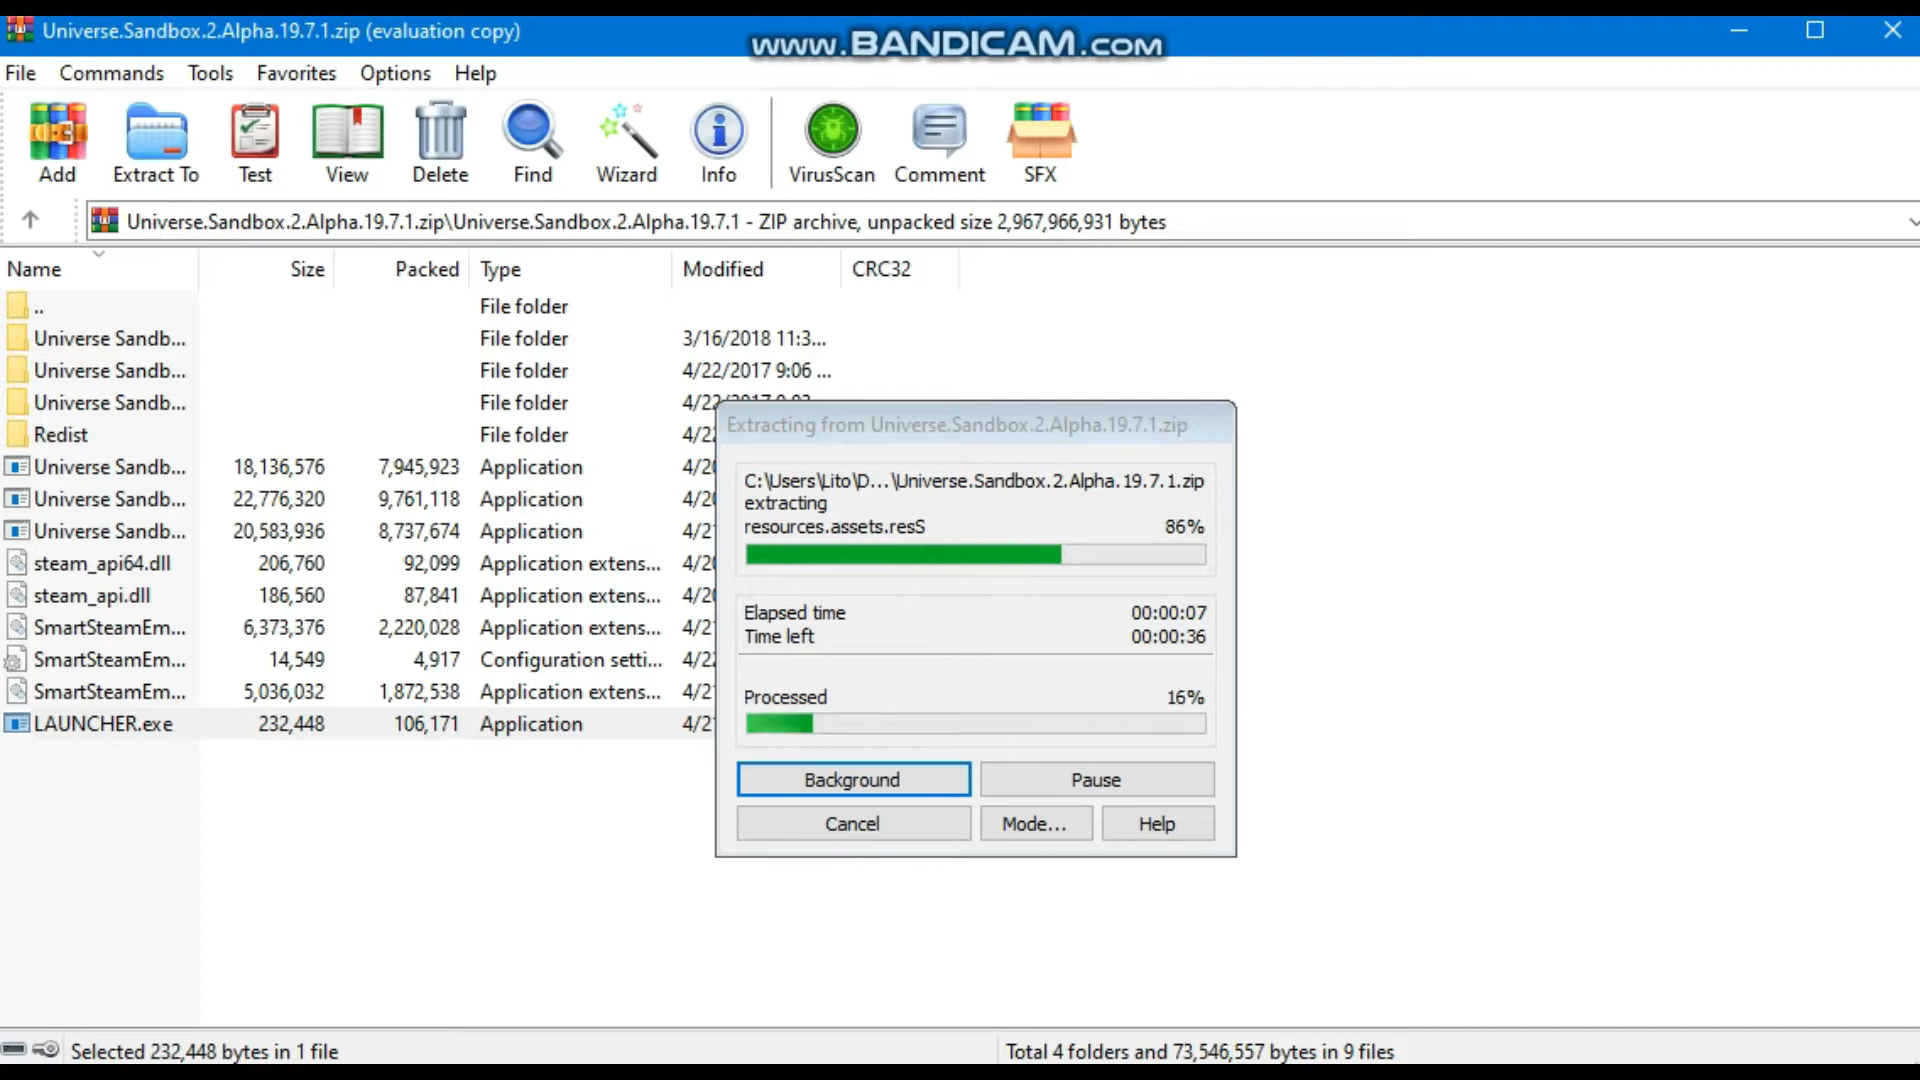 Universe.Sandbox.2.Alpha.19.7.1.zip (evaluation copy)
www.BANDICAM.com
File Commands Tools Favorites Options Help
Add Extract To Test View Delete Find Wizard Info VirusScan Comment SFX
Universe.Sandbox.2.Alpha.19.7.1.zip\Universe.Sandbox.2.Alpha.19.7.1 - ZIP archive, unpacked size 2,967,966,931 bytes
Name Size Packed Type Modified CRC32
.. File folder
Universe Sandb... File folder 3/16/2018 11:3...
Universe Sandb... File folder 4/22/2017 9:06 ...
Universe Sandb... File folder
Redist File folder
Universe Sandb... 18,136,576 7,945,923 Application
Universe Sandb... 22,776,320 9,761,118 Application
Universe Sandb... 20,583,936 8,737,674 Application
steam_api64.dll 206,760 92,099 Application extens...
steam_api.dll 186,560 87,841 Application extens...
SmartSteamEm... 6,373,376 2,220,028 Application extens...
SmartSteamEm... 14,549 4,917 Configuration setti...
SmartSteamEm... 5,036,032 1,872,538 Application extens...
LAUNCHER.exe 232,448 106,171 Application
Extracting from Universe.Sandbox.2.Alpha.19.7.1.zip
C:\Users\Lito\D...\Universe.Sandbox.2.Alpha.19.7.1.zip
extracting
resources.assets.resS 86%
Elapsed time 00:00:07
Time left 00:00:36
Processed 16%
Background Pause
Cancel Mode... Help
Selected 232,448 bytes in 1 file
Total 4 folders and 73,546,557 bytes in 9 files